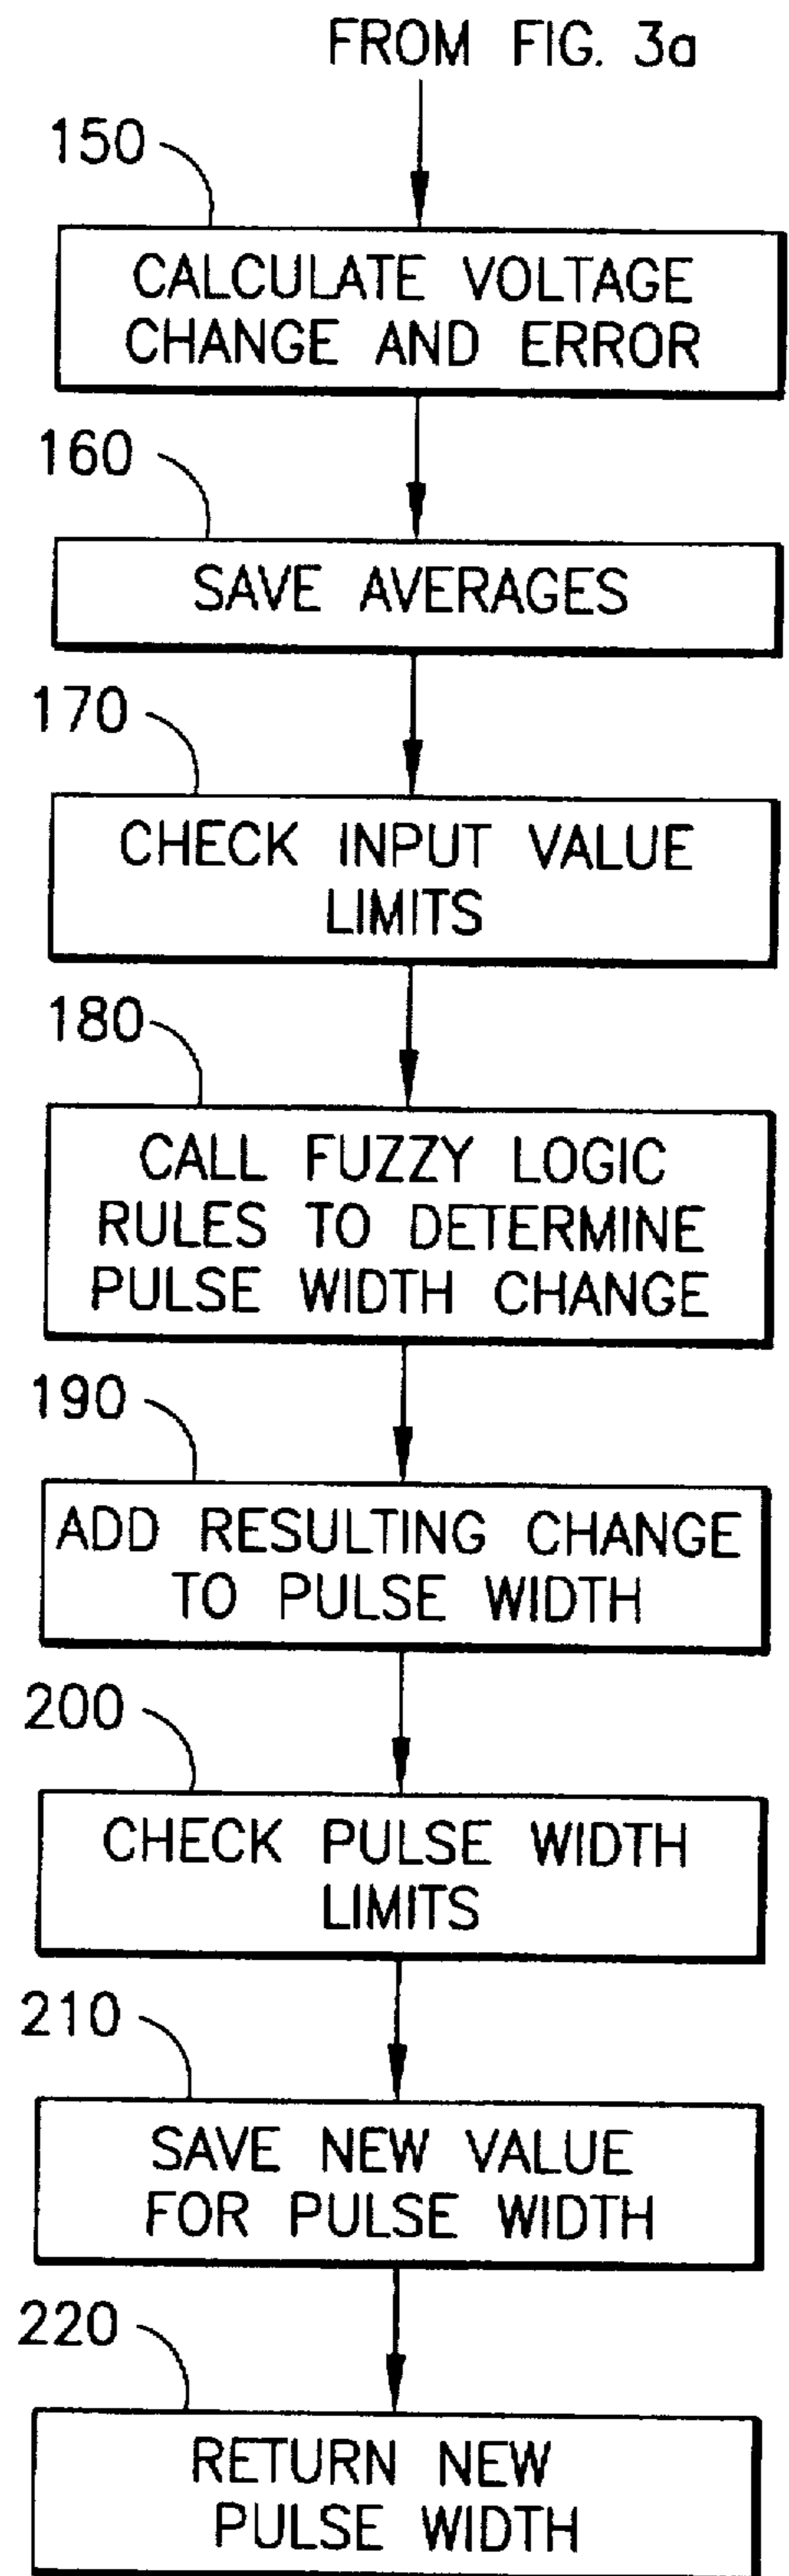 FROM FIG. 3a
150
CALCULATE VOLTAGE
CHANGE AND ERROR
160
SAVE AVERAGES
170
CHECK INPUT VALUE
LIMITS
180
CALL FUZZY LOGIC
RULES TO DETERMINE
PULSE WIDTH CHANGE
190
ADD RESULTING CHANGE
TO PULSE WIDTH
200
CHECK PULSE WIDTH
LIMITS
210
SAVE NEW VALUE
FOR PULSE WIDTH
220
RETURN NEW
PULSE WIDTH